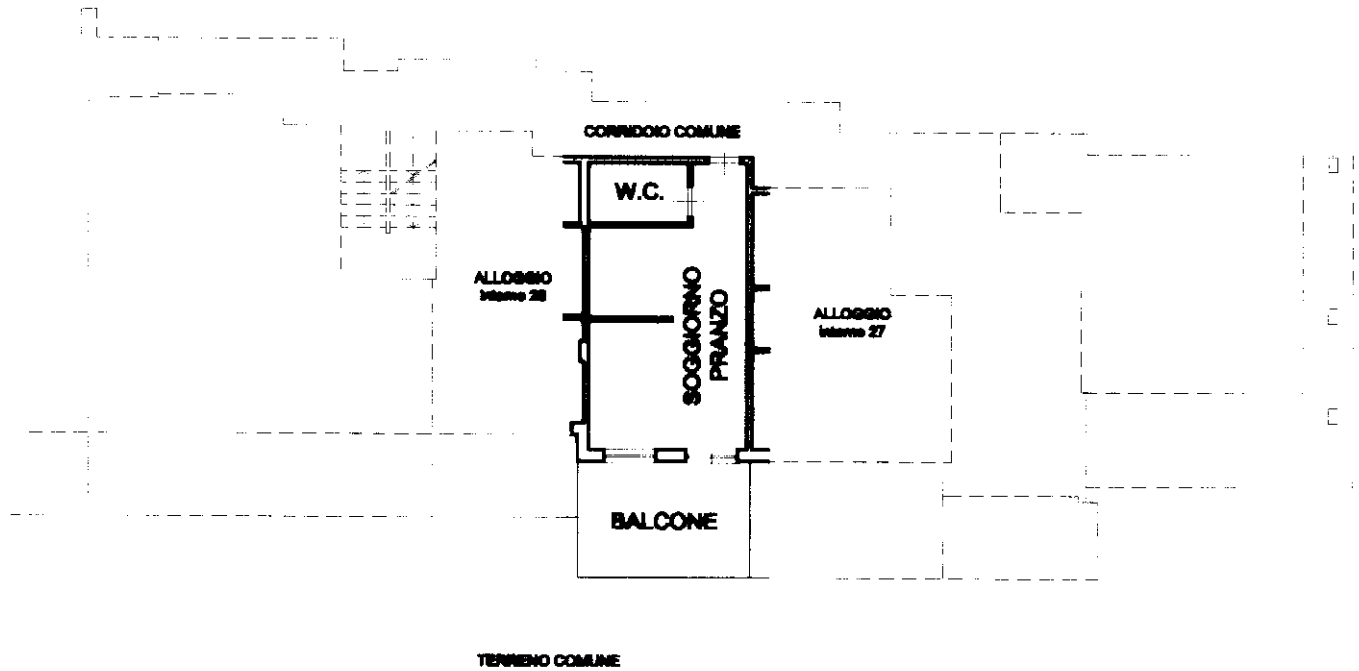 CORRIDOIO COMUNE
W.C.
ALLOGGIO
Interno 28
SOGGIORNO
PRANZO
ALLOGGIO
Interno 27
BALCONE
TERRENO COMUNE